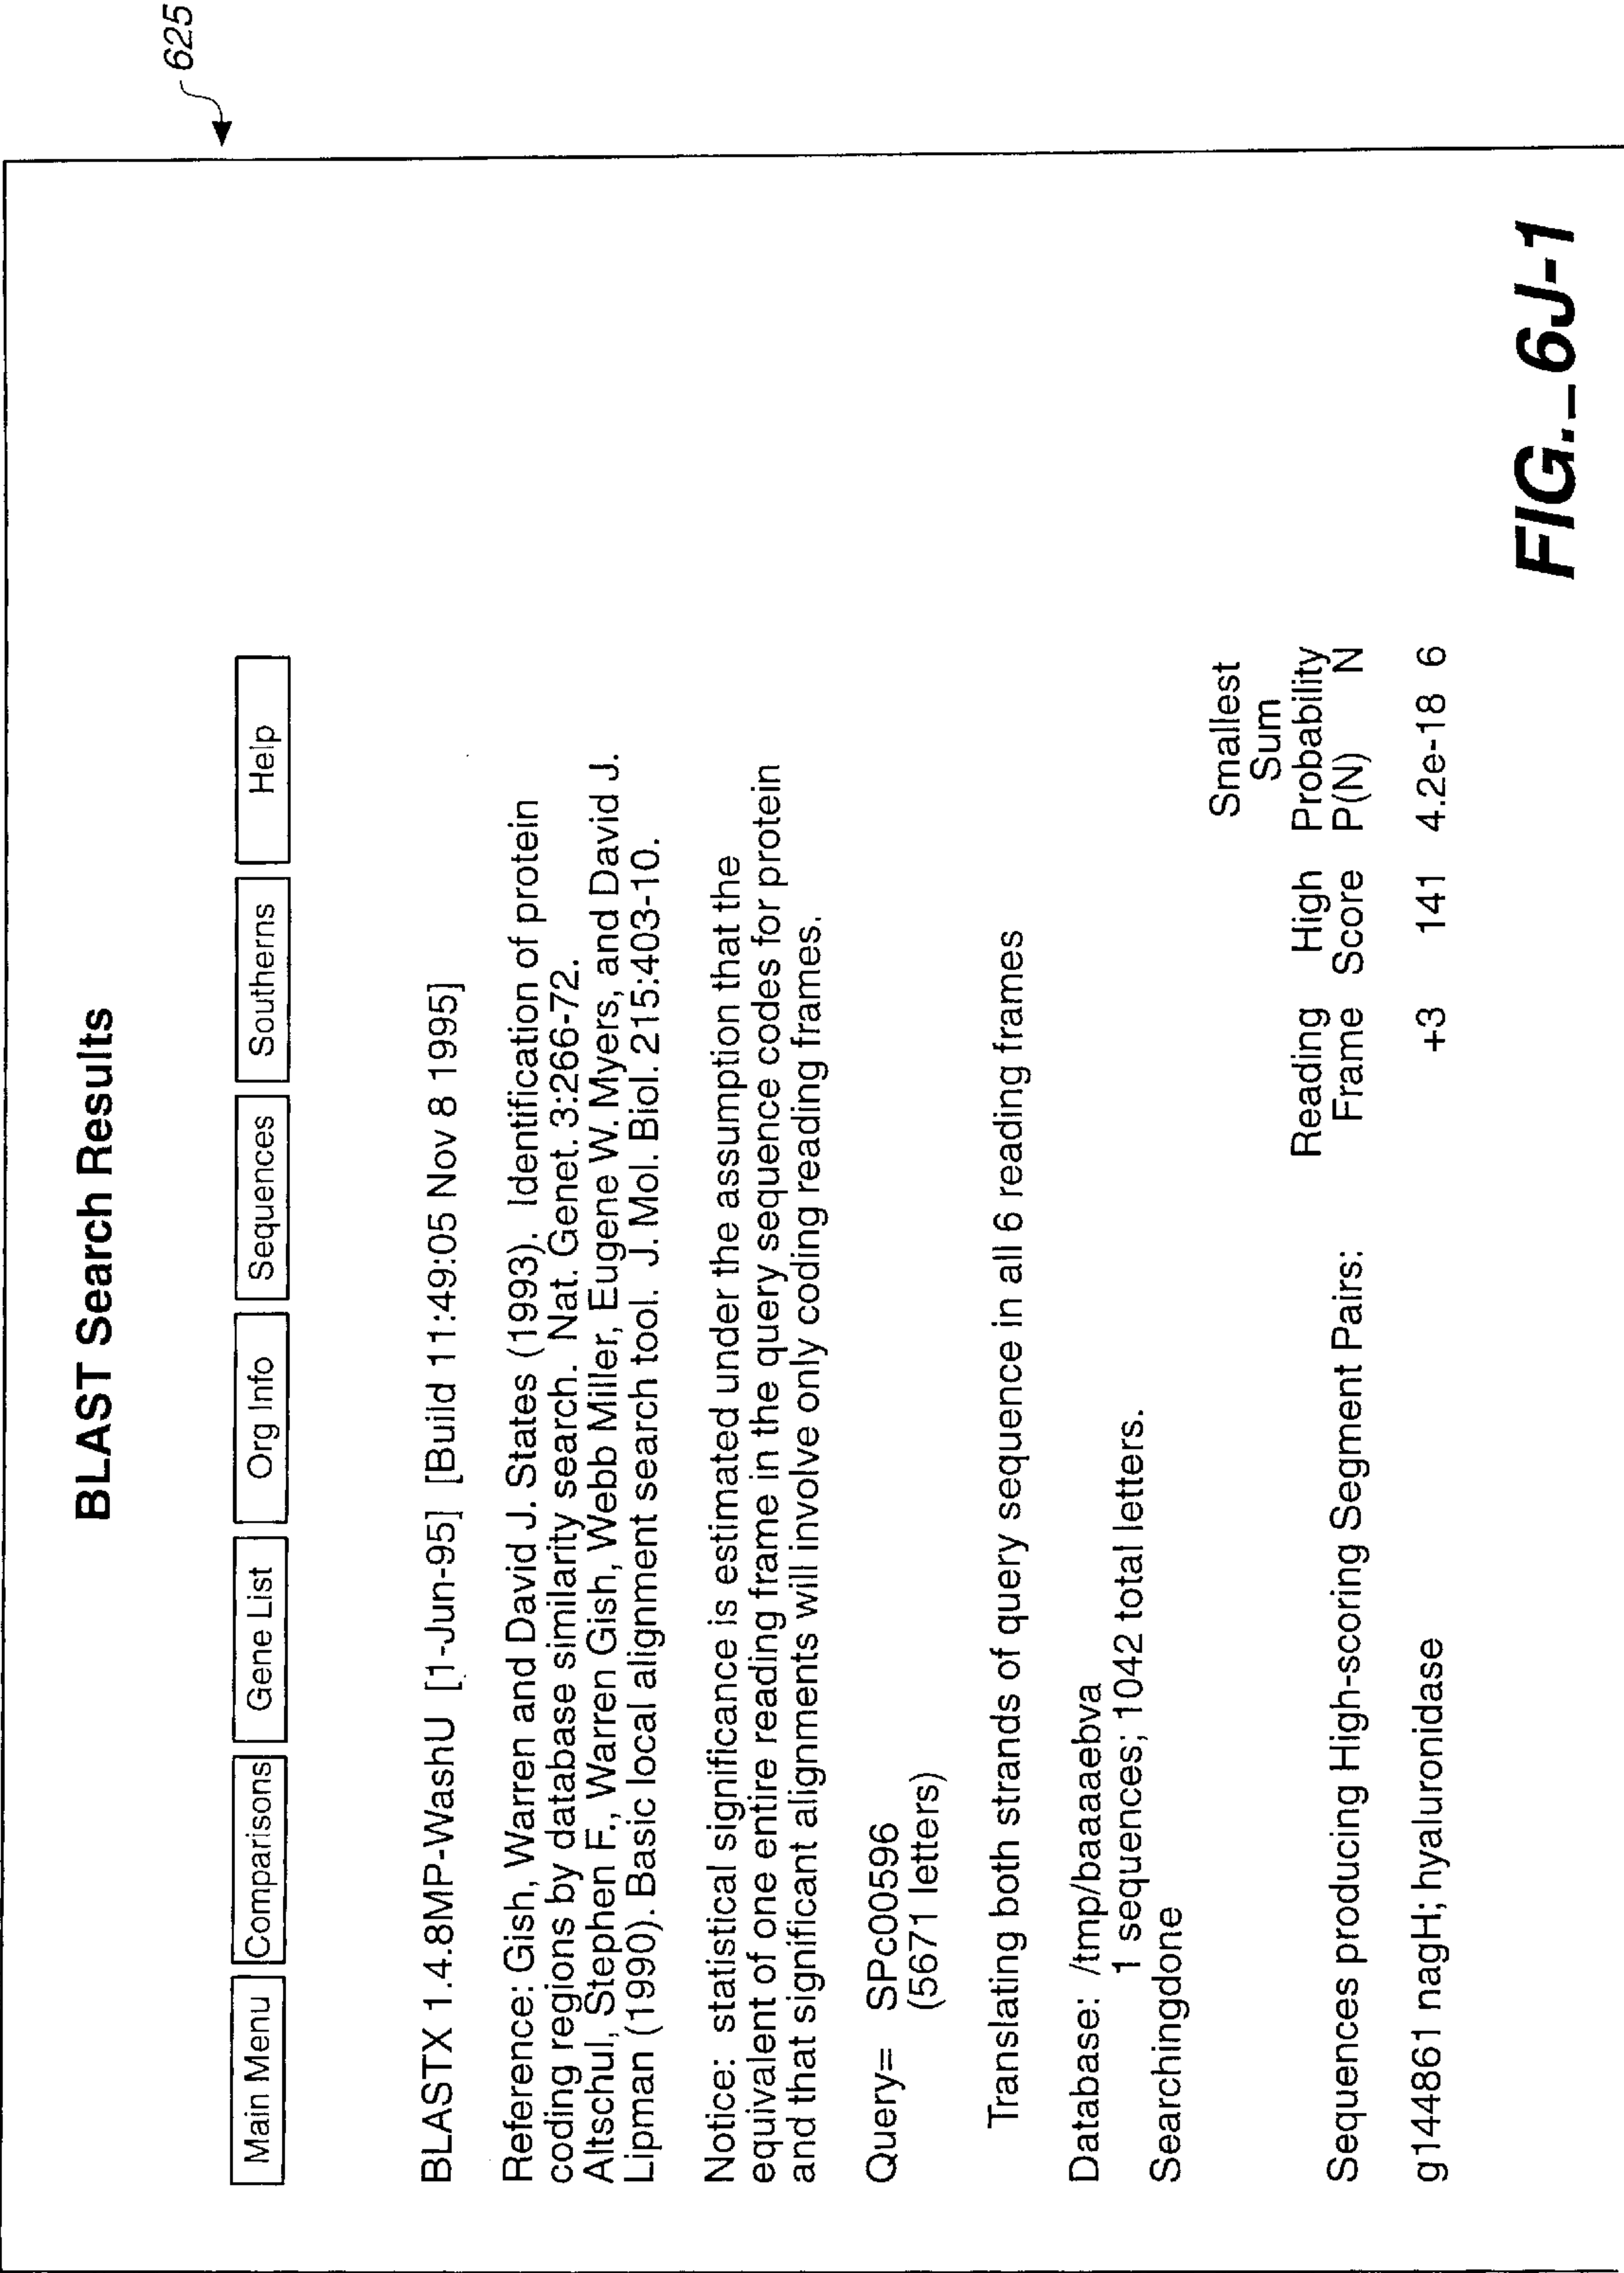 625
BLAST Search Results
Main Menu Comparisons Gene List Org Info Sequences Southerns Help
BLASTX 1.4.8MP-WashU [1-Jun-95] [Build 11:49:05 Nov 8 1995]
Reference: Gish, Warren and David J. States (1993). Identification of protein
coding regions by database similarity search. Nat. Genet. 3:266-72.
Altschul, Stephen F., Warren Gish, Webb Miller, Eugene W. Myers, and David J.
Lipman (1990). Basic local alignment search tool. J. Mol. Biol. 215:403-10.
Notice: statistical significance is estimated under the assumption that the
equivalent of one entire reading frame in the query sequence codes for protein
and that significant alignments will involve only coding reading frames.
Query= SPc00596
(5671 letters)
Translating both strands of query sequence in all 6 reading frames
Database: /tmp/baaaaebva
1 sequences; 1042 total letters.
Searchingdone
Smallest
Sum
Reading High Probability
Sequences producing High-scoring Segment Pairs: Frame Score P(N) N
g144861 nagH; hyaluronidase +3 141 4.2e-18 6
FIG._6J-1